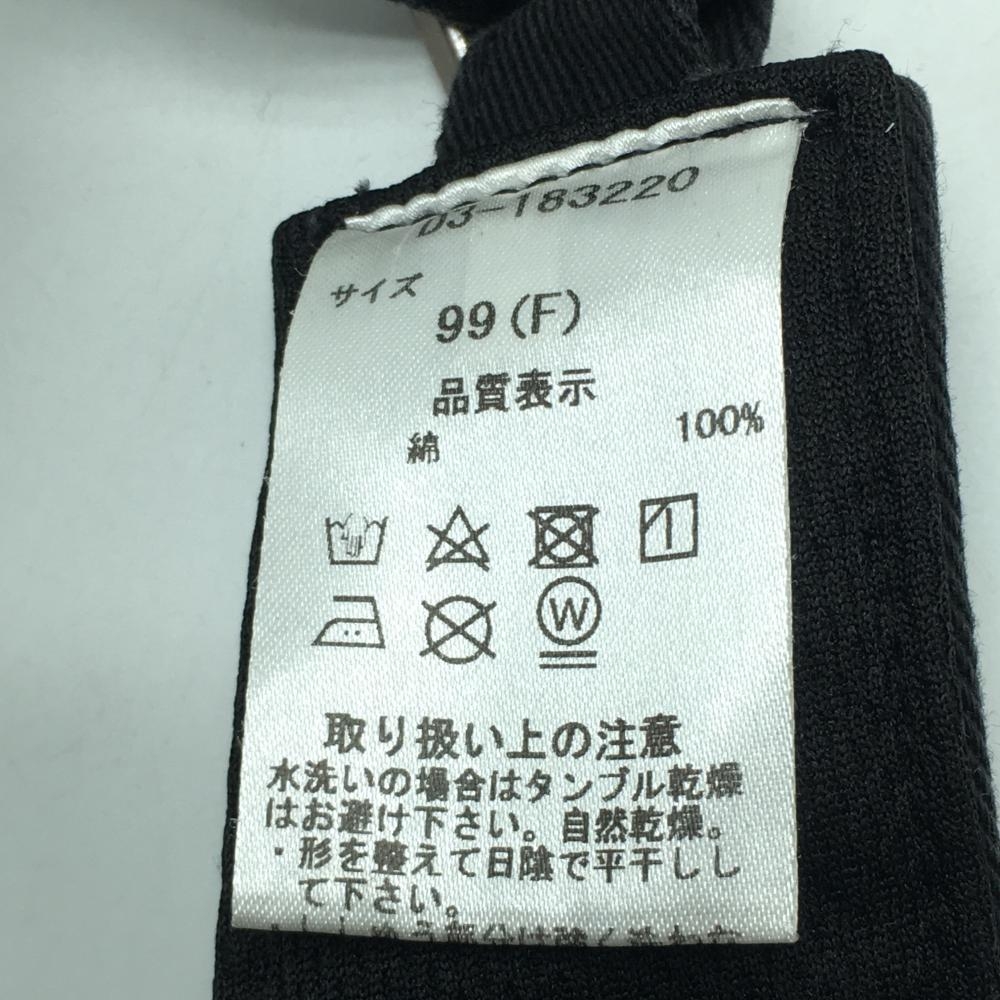 03-183220
サイズ
99(F)
品質表示
綿 100%
W
取り扱い上の注意
水洗いの場合はタンブル乾燥
はお避け下さい。自然乾燥。
・形を整えて日陰で平干しし
て下さい。